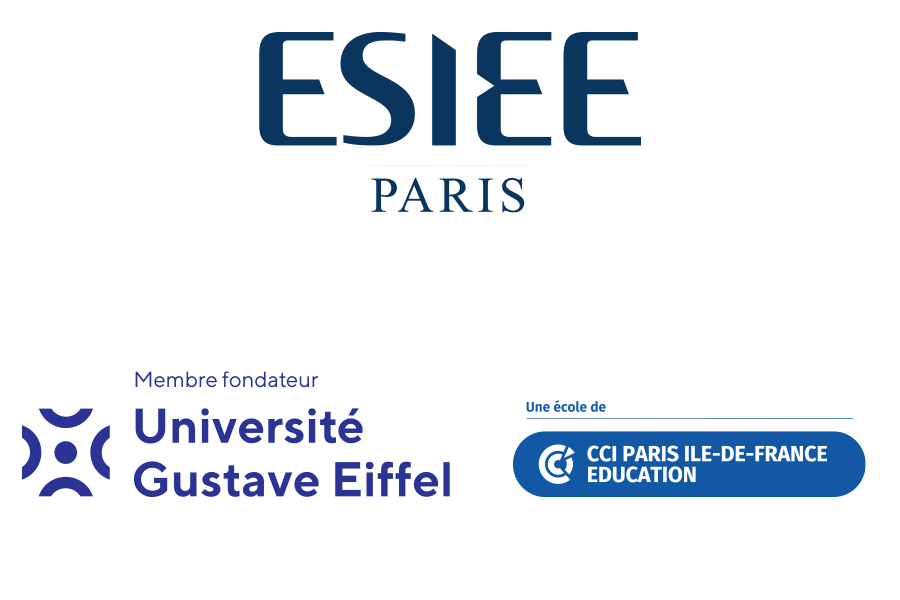 ESIEE
PARIS
Membre fondateur
Université
Gustave Eiffel
Une école de
CCI PARIS ILE-DE-FRANCE
EDUCATION